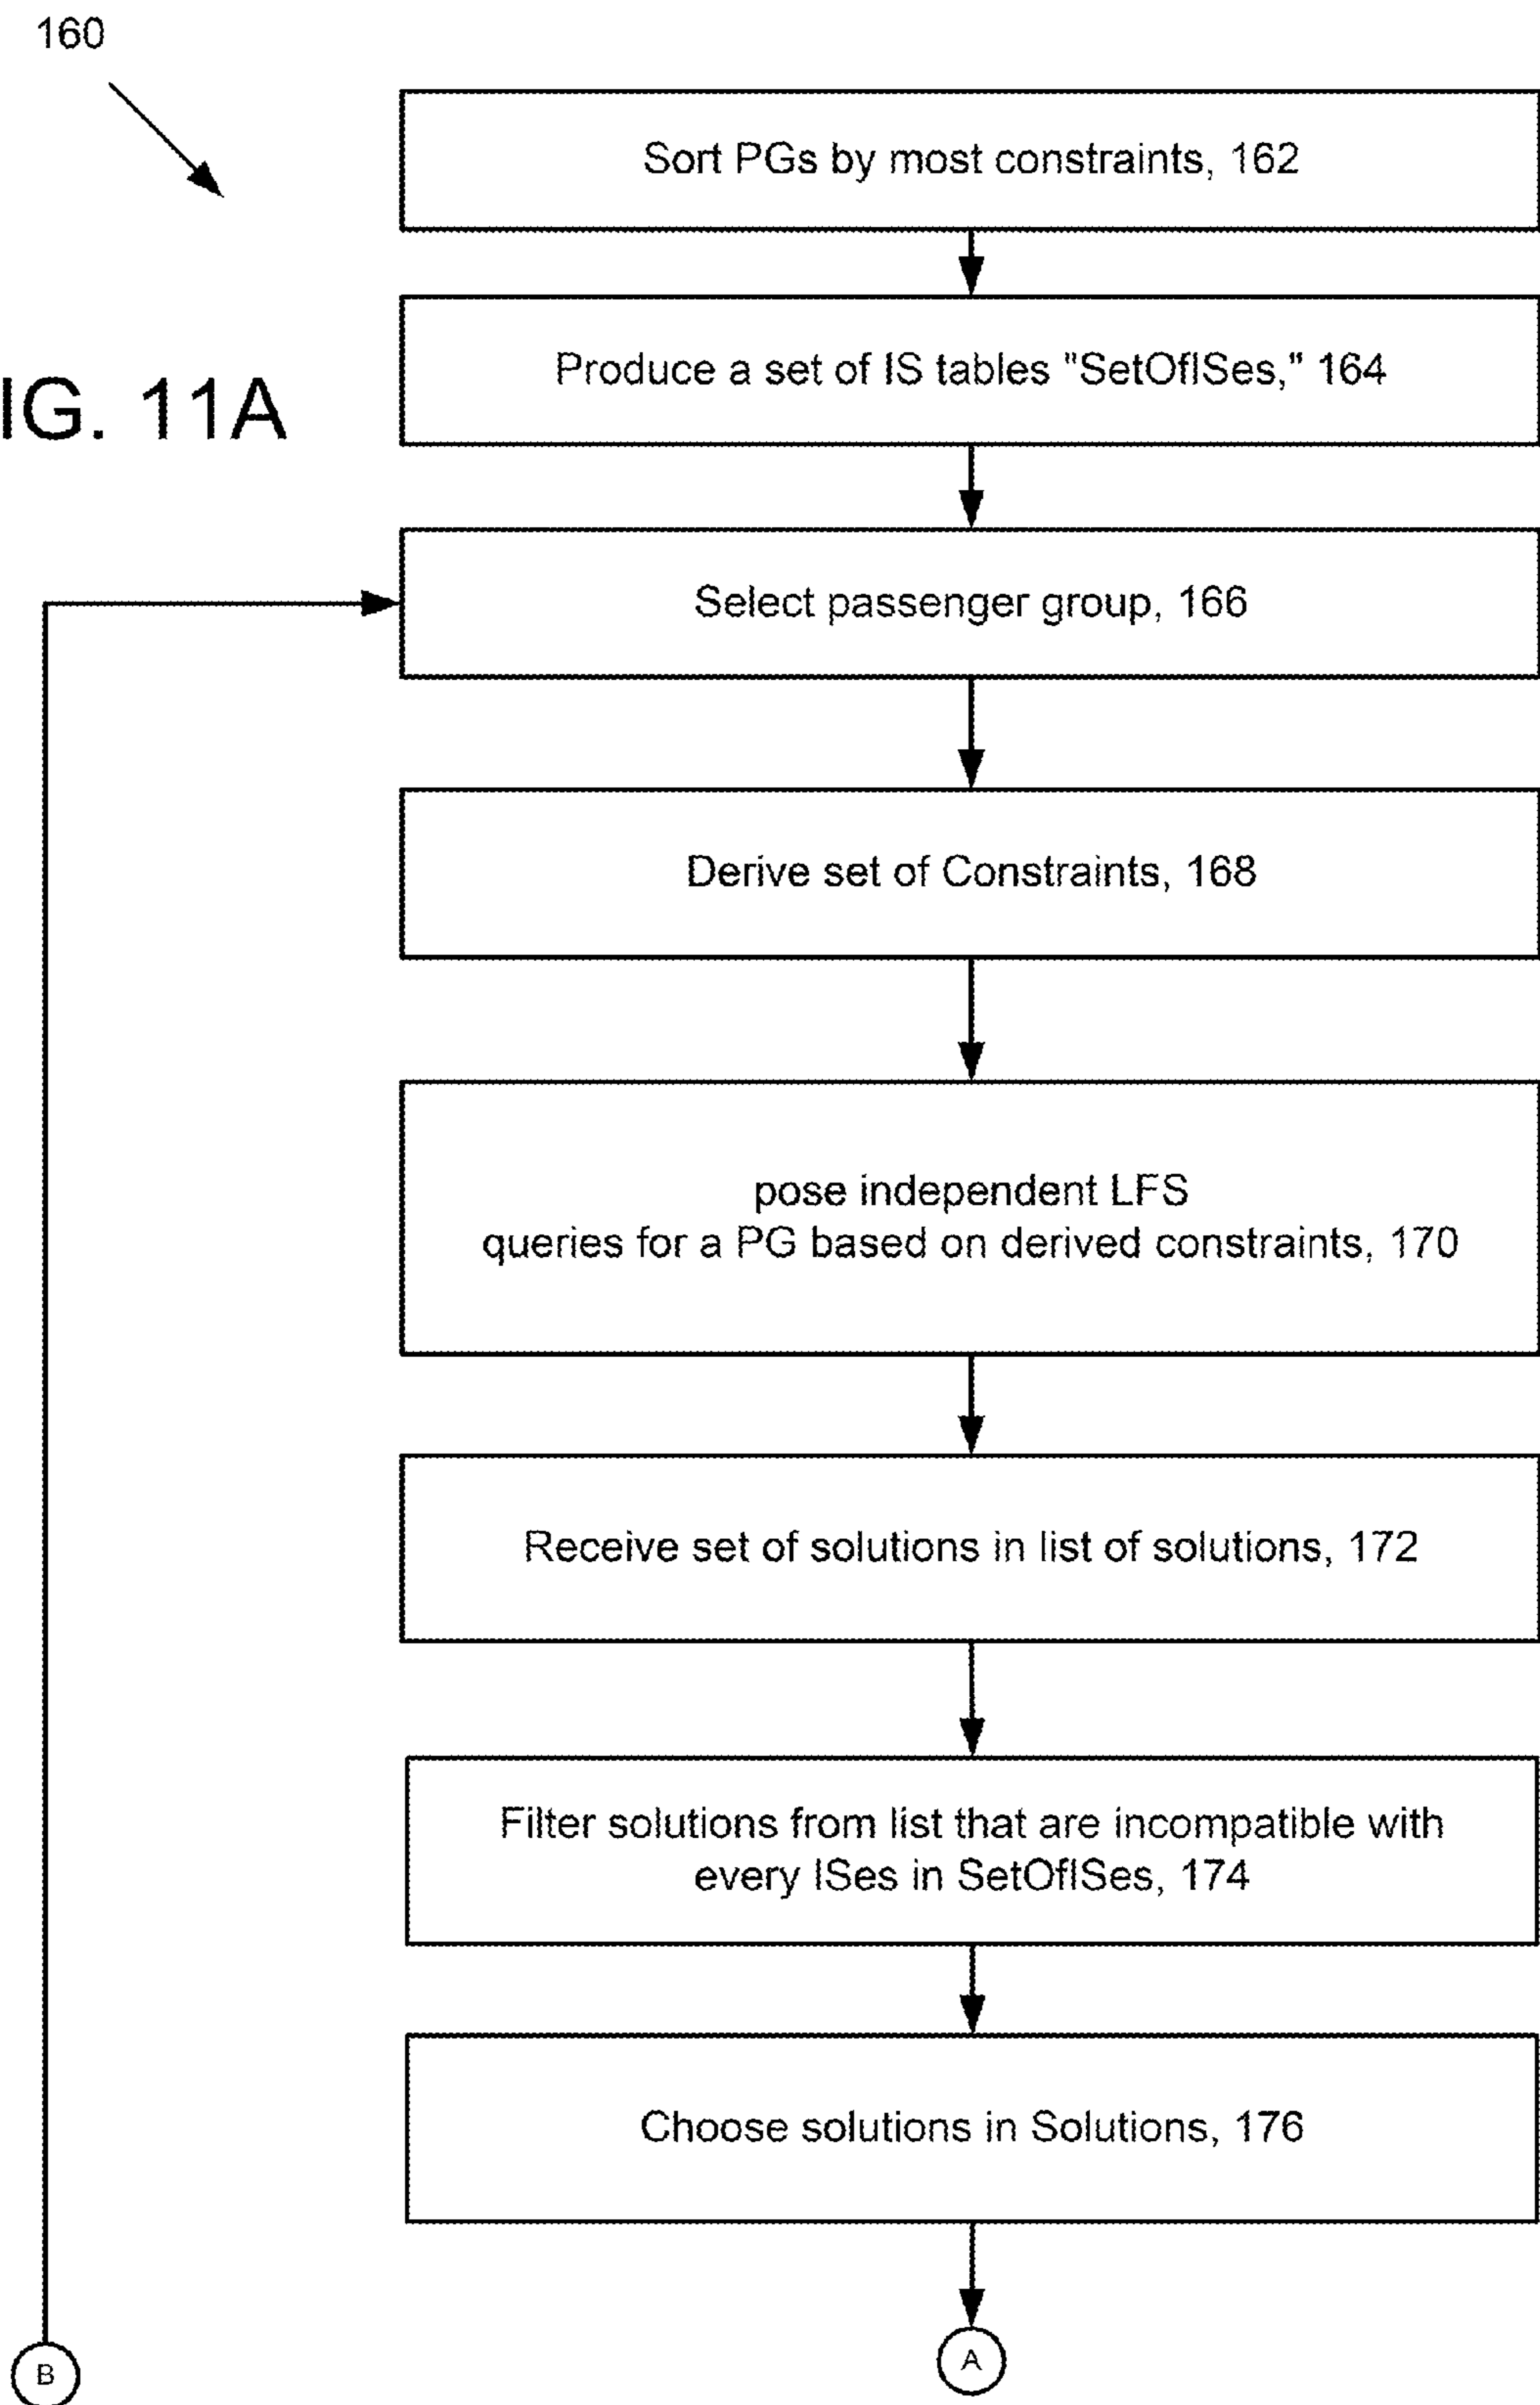 160
Sort PGs by most constraints, 162
Produce a set of IS tables "SetOfISes," 164
IG. 11A
Select passenger group, 166
Derive set of Constraints, 168
pose independent LFS
queries for a PG based on derived constraints, 170
Receive set of solutions in list of solutions, 172
Filter solutions from list that are incompatible with
every ISes in SetOfISes, 174
Choose solutions in Solutions, 176
B
A